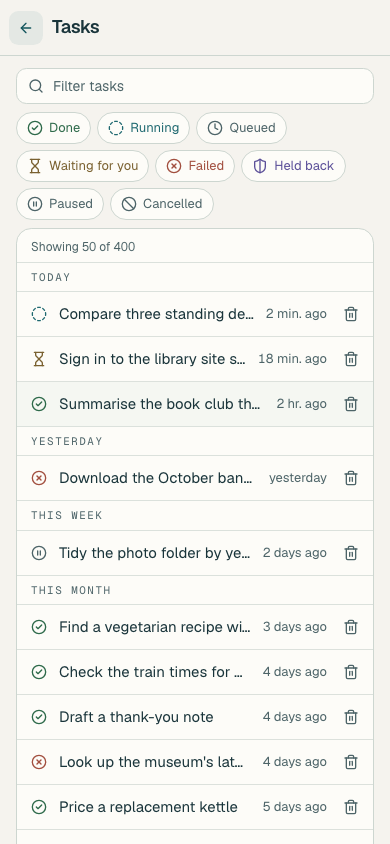 Tasks
Filter tasks
Done
Running
Queued
Waiting for you
Failed
Held back
Paused
Cancelled
Showing 50 of 400
TODAY
Compare three standing de... 2 min. ago
Sign in to the library site s... 18 min. ago
Summarise the book club th... 2 hr. ago
YESTERDAY
Download the October ban... yesterday
THIS WEEK
Tidy the photo folder by ye... 2 days ago
THIS MONTH
Find a vegetarian recipe wi... 3 days ago
Check the train times for ... 4 days ago
Draft a thank-you note 4 days ago
Look up the museum's lat... 4 days ago
Price a replacement kettle 5 days ago